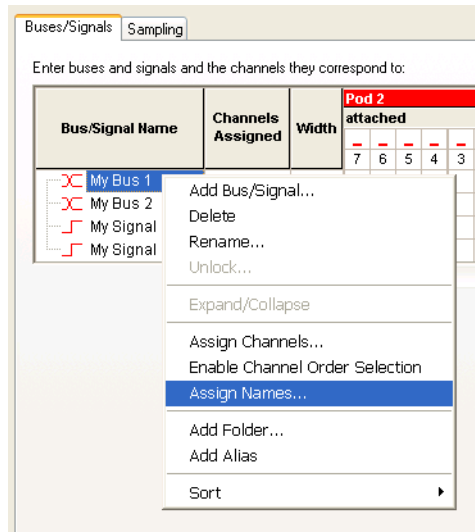 Buses/Signals Sampling
Enter buses and signals and the channels they correspond to:
Bus/Signal Name Channels Assigned Width Pod 2
attached
7 6 5 4 3
My Bus 1
My Bus 2
My Signal
My Signal
Add Bus/Signal...
Delete
Rename...
Unlock...
Expand/Collapse
Assign Channels...
Enable Channel Order Selection
Assign Names...
Add Folder...
Add Alias
Sort